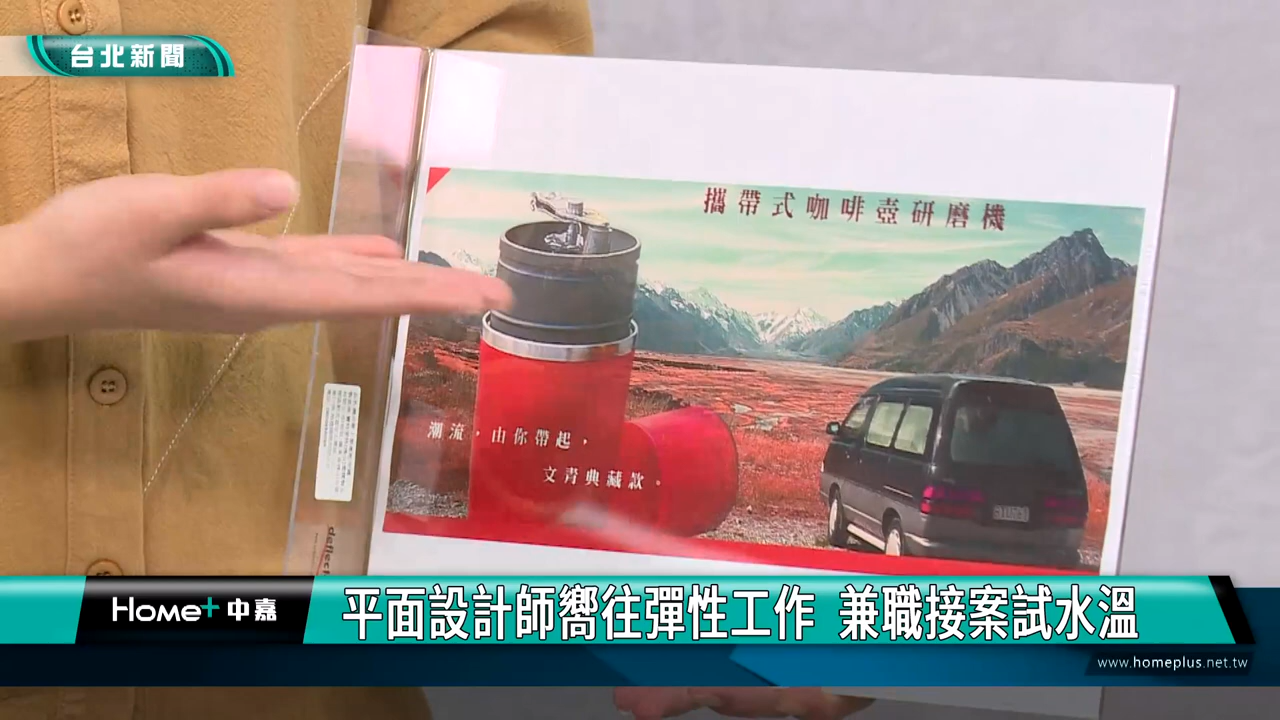 台北新聞
攜帶式咖啡壺研磨機
潮流，由你帶起，
文青典藏款。
Home+中嘉
平面設計師嚮往彈性工作 兼職接案試水溫
www.homeplus.net.tw